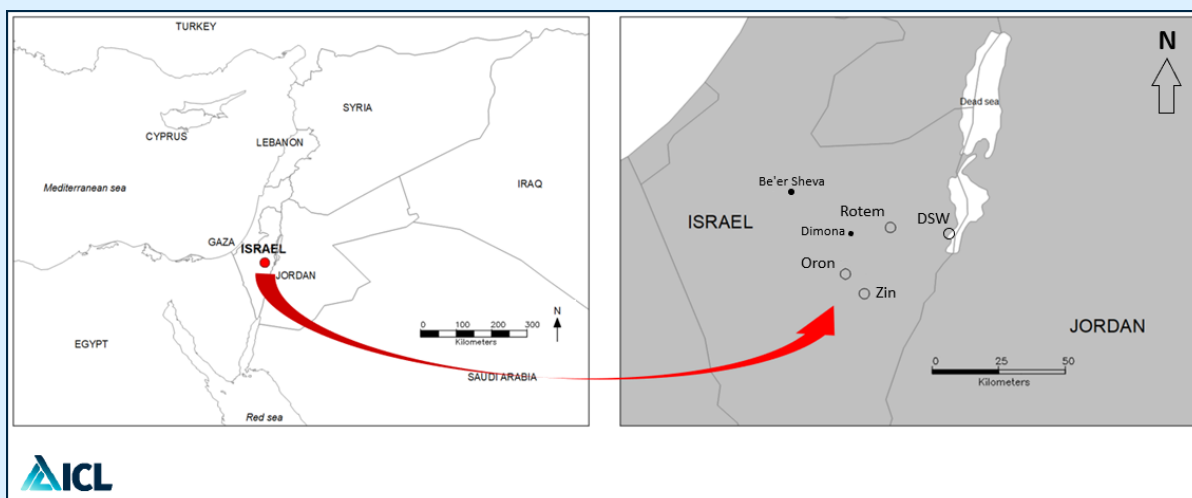 TURKEY
SYRIA
CYPRUS
LEBANON
IRAQ
Mediterranean sea
GAZA
ISRAEL
JORDAN
N
0 100 200 300
Kilometers
EGYPT
SAUDI ARABIA
Red sea
N
Dead sea
Be'er Sheva
Rotem
ISRAEL
DSW
Dimona
Oron
Zin
JORDAN
0 25 50
Kilometers
ICL